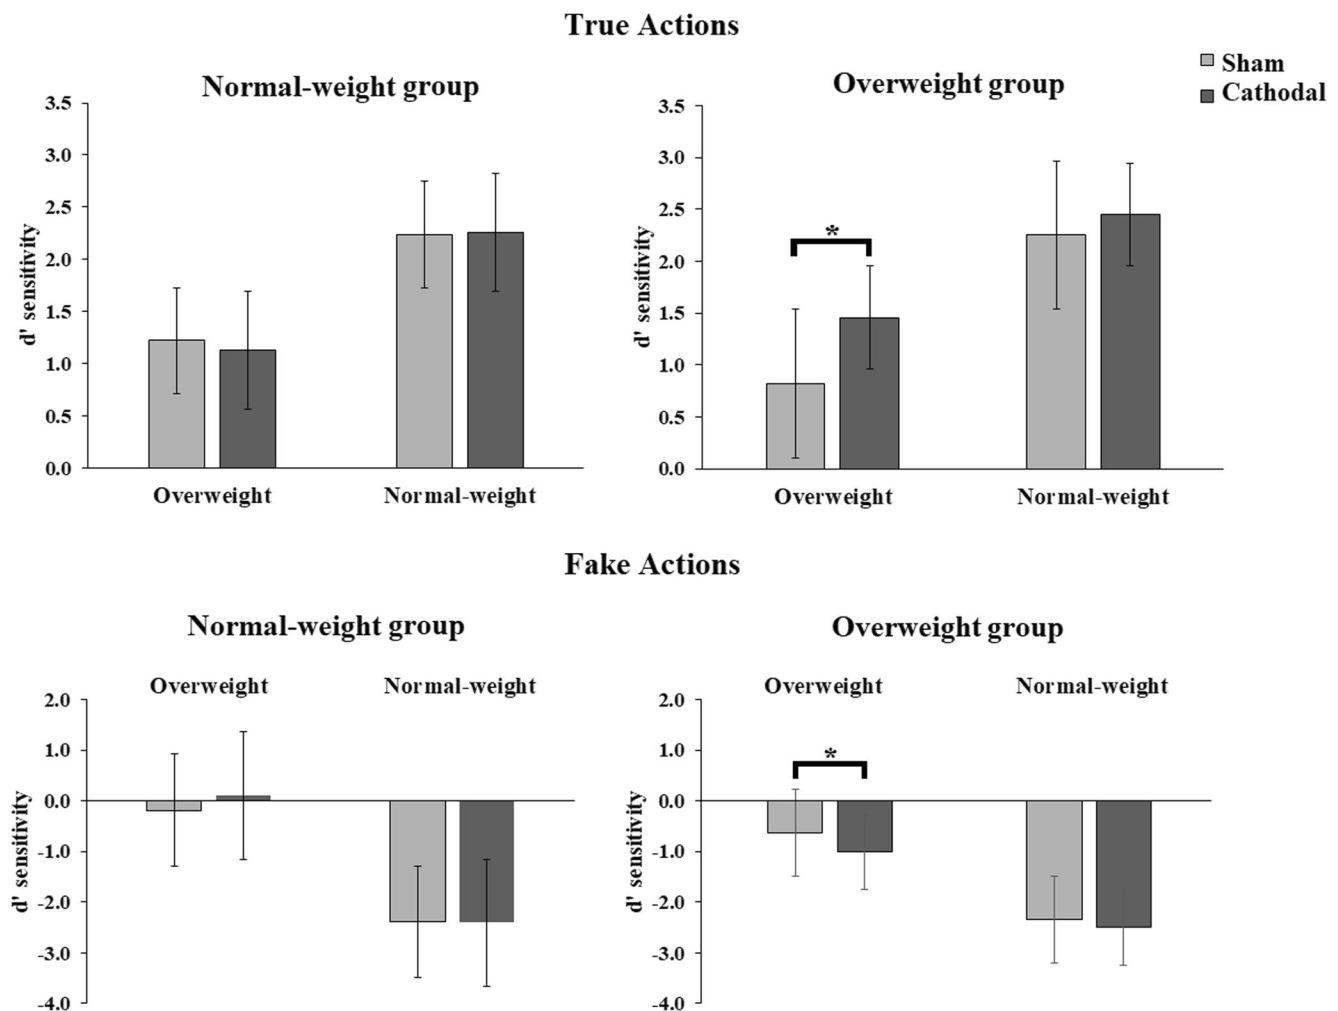 True Actions
Sham
Cathodal
Normal-weight group
d' sensitivity
3.5
3.0
2.5
2.0
1.5
1.0
0.5
0.0
Overweight Normal-weight
Overweight group
d' sensitivity
3.5
3.0
2.5
2.0
1.5
1.0
0.5
0.0
*
Overweight Normal-weight
Fake Actions
Normal-weight group
Overweight Normal-weight
d' sensitivity
2.0
1.0
0.0
-1.0
-2.0
-3.0
-4.0
Overweight group
Overweight Normal-weight
d' sensitivity
2.0
1.0
0.0
-1.0
-2.0
-3.0
-4.0
*